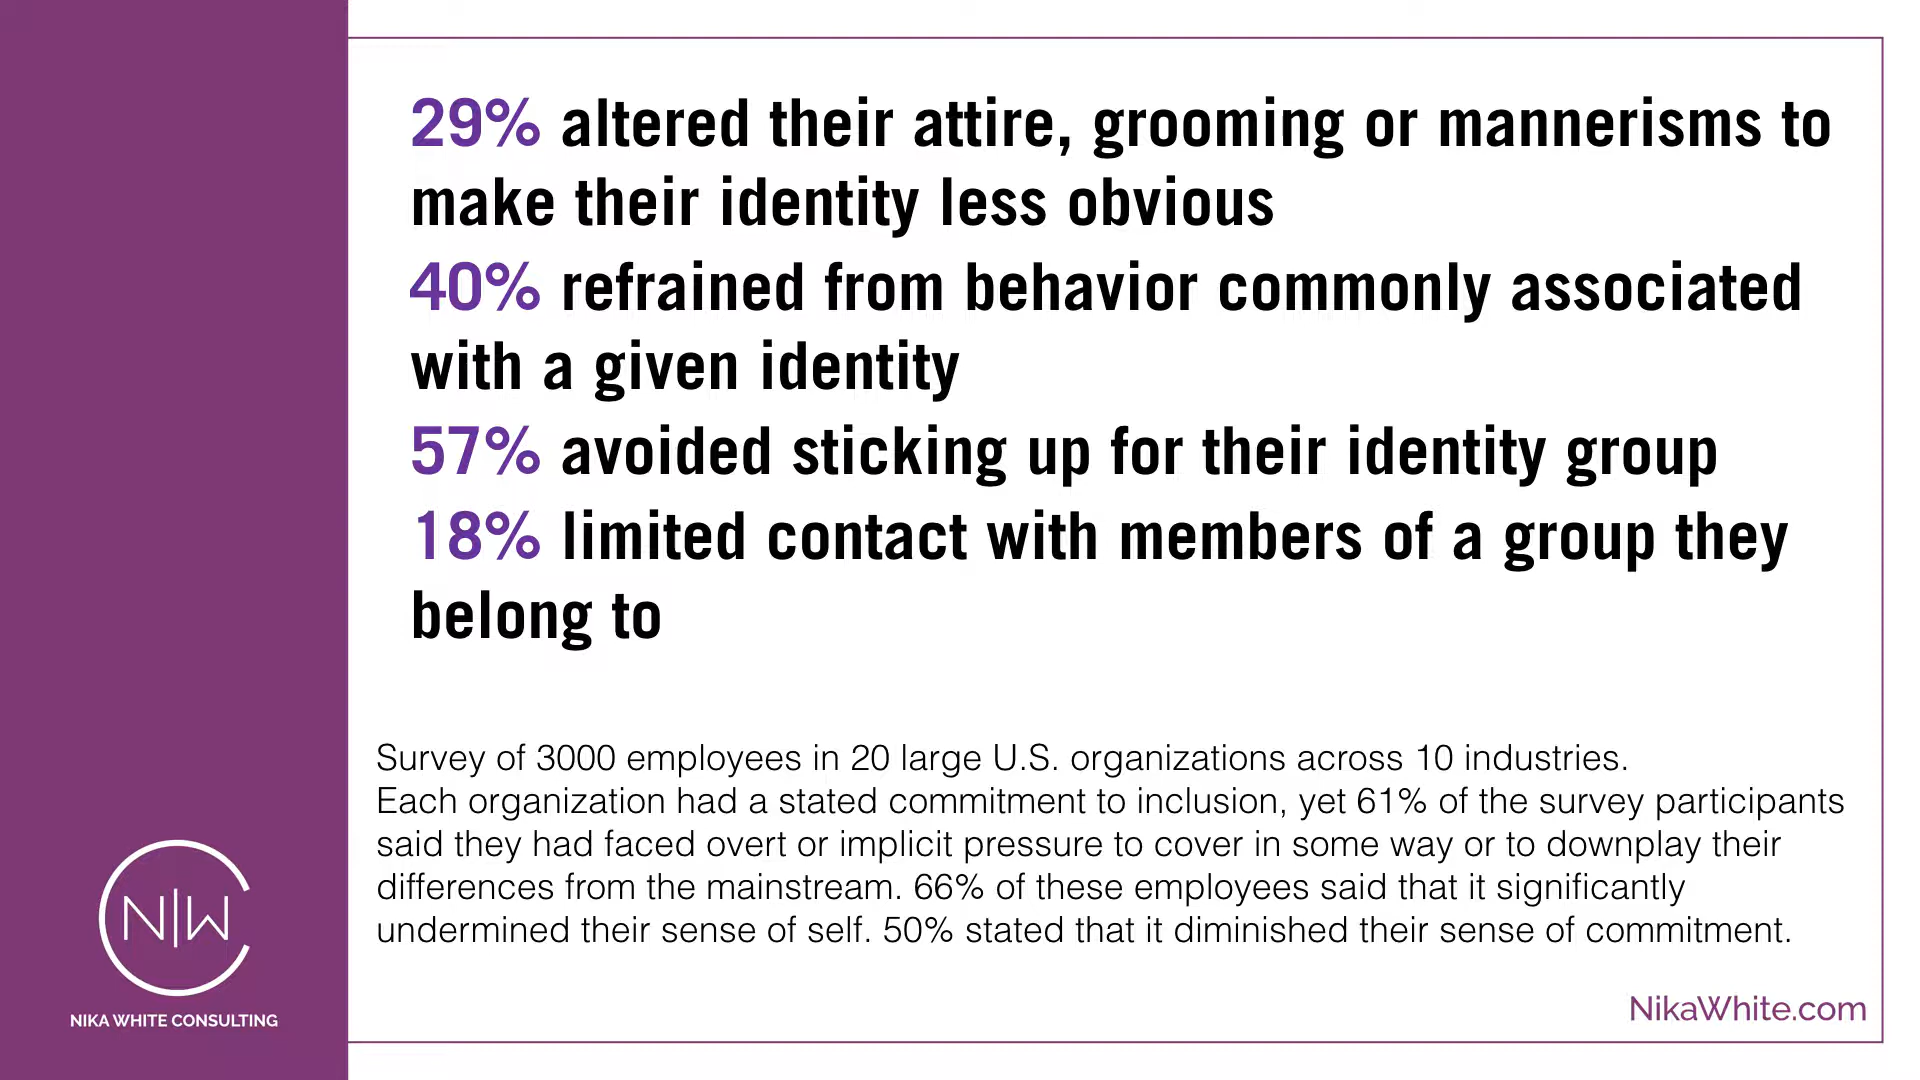 29% altered their attire, grooming or mannerisms to
make their identity less obvious
40% refrained from behavior commonly associated
with a given identity
57% avoided sticking up for their identity group
18% limited contact with members of a group they
belong to
Survey of 3000 employees in 20 large U.S. organizations across 10 industries.
Each organization had a stated commitment to inclusion, yet 61% of the survey participants
said they had faced overt or implicit pressure to cover in some way or to downplay their
differences from the mainstream. 66% of these employees said that it significantly
undermined their sense of self. 50% stated that it diminished their sense of commitment.
N|W
NIKA WHITE CONSULTING
NikaWhite.com